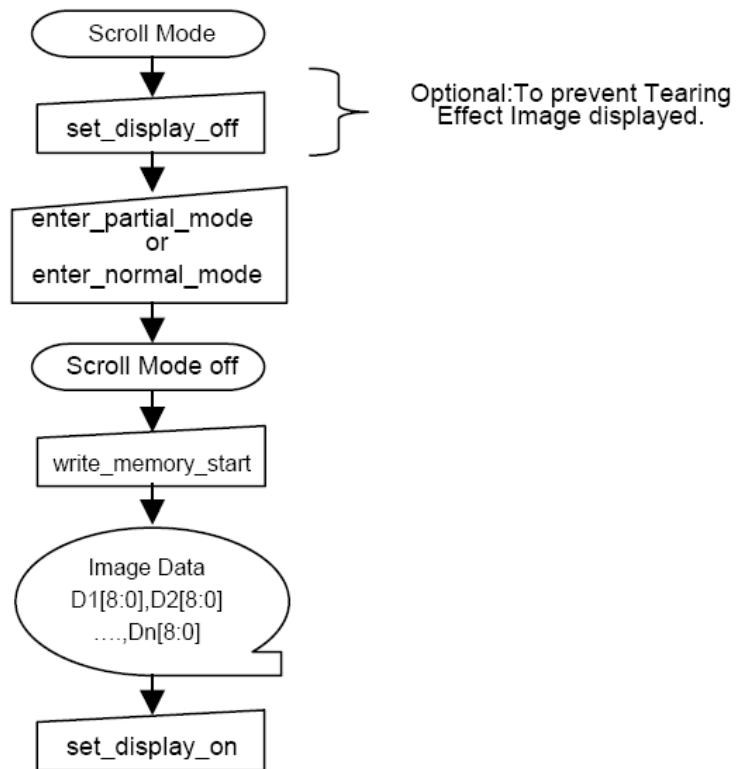 Scroll Mode
set_display_off
Optional:To prevent Tearing
Effect Image displayed.
enter_partial_mode
or
enter_normal_mode
Scroll Mode off
write_memory_start
Image Data
D1[8:0],D2[8:0]
….,Dn[8:0]
set_display_on